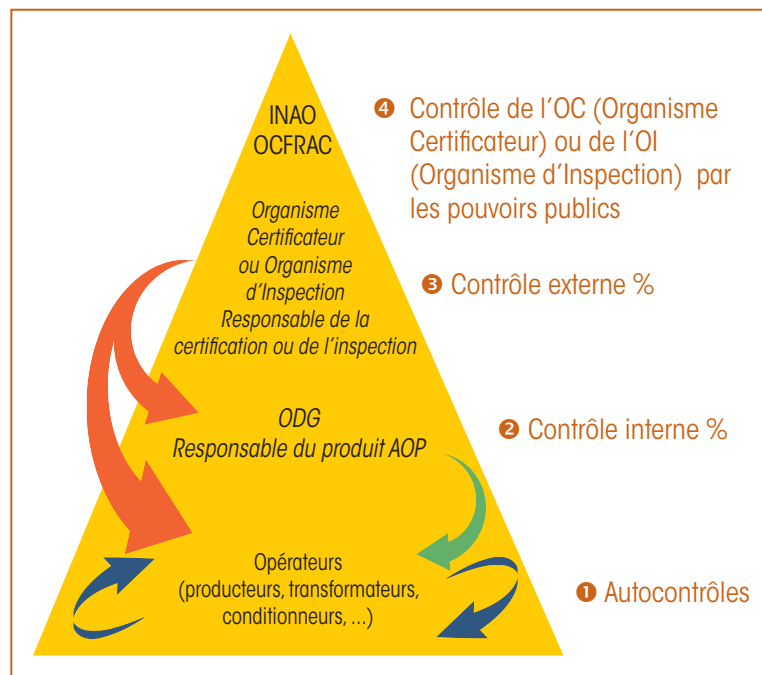 INAO
OCFRAC
❹ Contrôle de l’OC (Organisme
Certificateur) ou de l’OI
(Organisme d’Inspection) par
les pouvoirs publics
Organisme
Certificateur
ou Organisme
d’Inspection
Responsable de la
certification ou de l’inspection
❸ Contrôle externe %
ODG
Responsable du produit AOP
❷ Contrôle interne %
Opérateurs
(producteurs, transformateurs,
conditionneurs, ...)
❶ Autocontrôles